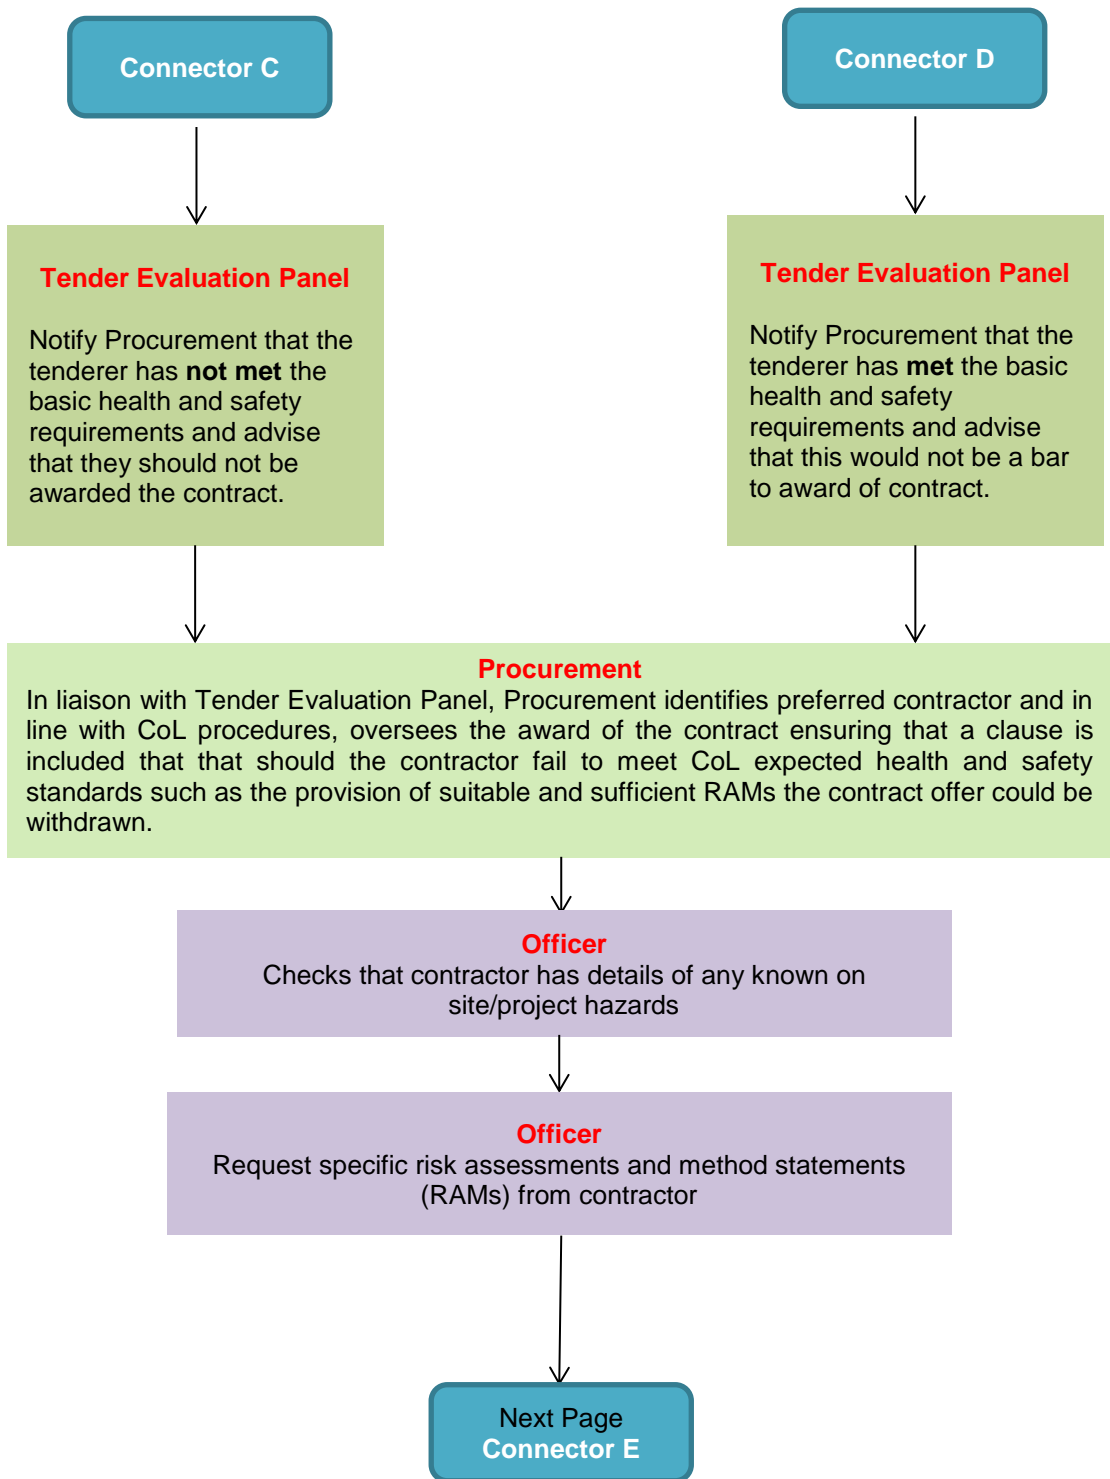 Connector C
Connector D
Tender Evaluation Panel
Notify Procurement that the
tenderer has not met the
basic health and safety
requirements and advise
that they should not be
awarded the contract.
Tender Evaluation Panel
Notify Procurement that the
tenderer has met the basic
health and safety
requirements and advise
that this would not be a bar
to award of contract.
Procurement
In liaison with Tender Evaluation Panel, Procurement identifies preferred contractor and in
line with CoL procedures, oversees the award of the contract ensuring that a clause is
included that that should the contractor fail to meet CoL expected health and safety
standards such as the provision of suitable and sufficient RAMs the contract offer could be
withdrawn.
Officer
Checks that contractor has details of any known on
site/project hazards
Officer
Request specific risk assessments and method statements
(RAMs) from contractor
Next Page
Connector E